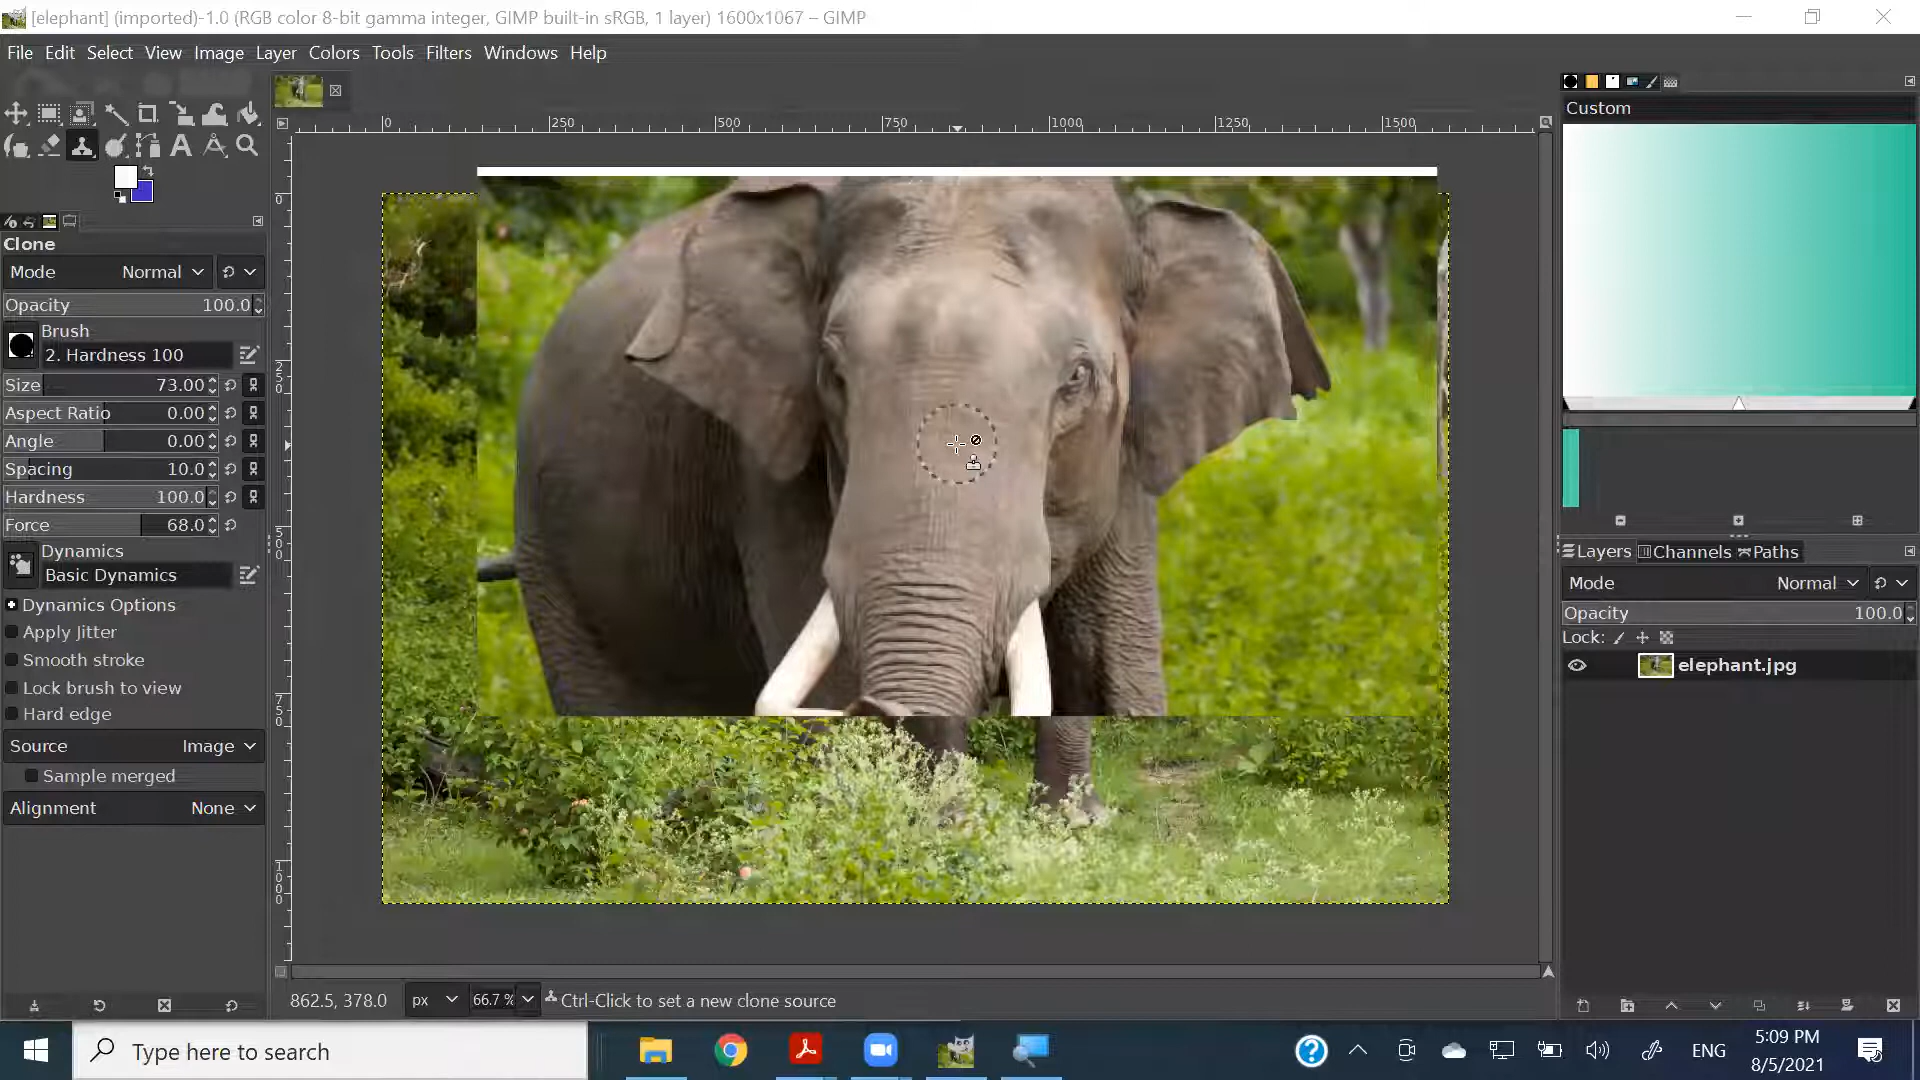 [elephant] (imported)-1.0 (RGB color 8-bit gamma integer, GIMP built-in sRGB, 1 layer) 1600x1067 – GIMP
File Edit Select View Image Layer Colors Tools Filters Windows Help
Custom
0 250 500 750 1000 1250 1500
0
250
500
750
1000
Clone
Mode Normal
Opacity 100.0
Brush
2. Hardness 100
Size 73.00
Aspect Ratio 0.00
Angle 0.00
Spacing 10.0
Hardness 100.0
Force 68.0
Dynamics
Basic Dynamics
Dynamics Options
Apply Jitter
Smooth stroke
Lock brush to view
Hard edge
Source Image
Sample merged
Alignment None
Layers Channels Paths
Mode Normal
Opacity 100.0
Lock:
elephant.jpg
862.5, 378.0 px 66.7 % Ctrl-Click to set a new clone source
Type here to search
ENG
5:09 PM
8/5/2021